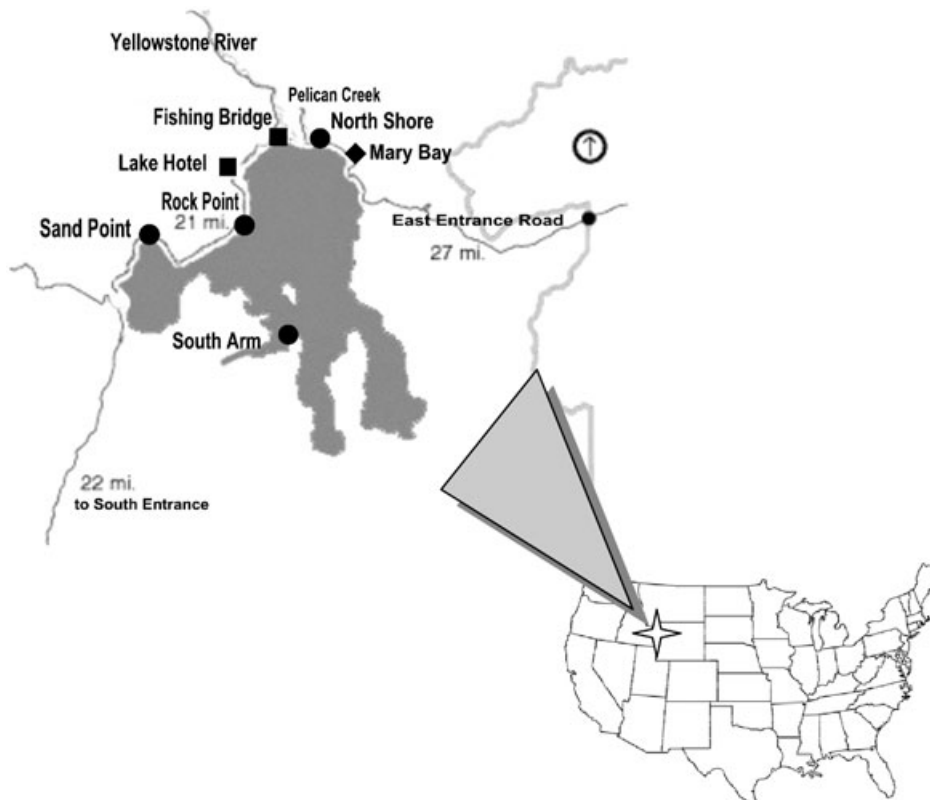 Yellowstone River
Pelican Creek
Fishing Bridge
North Shore
Lake Hotel
Mary Bay
Rock Point
21 mi.
Sand Point
East Entrance Road
27 mi.
South Arm
22 mi.
to South Entrance